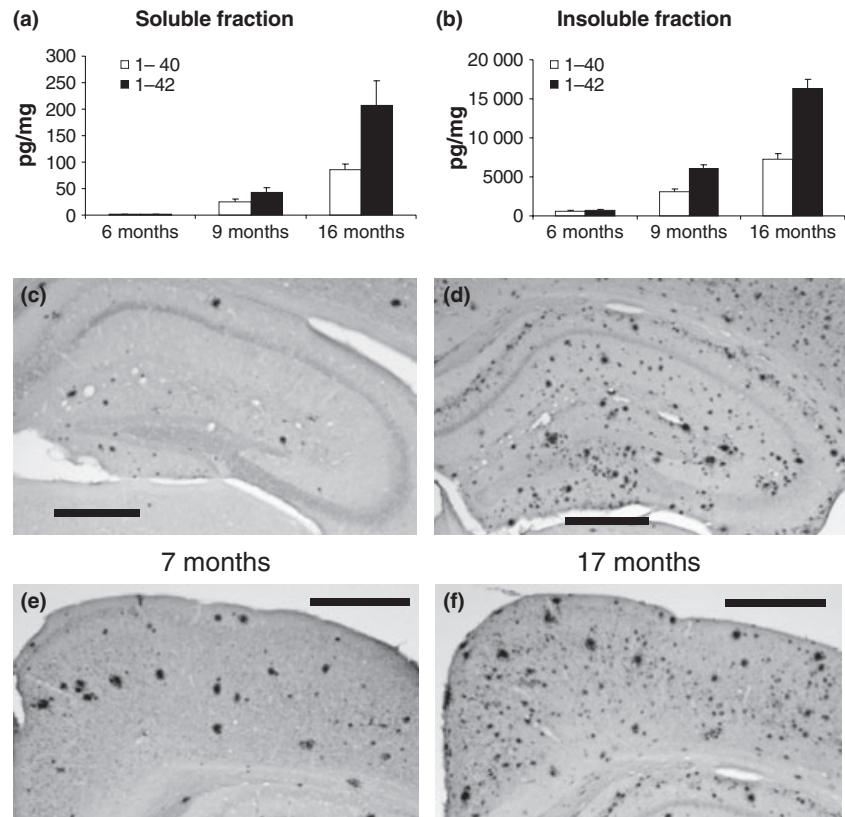 (a) Soluble fraction
300
250
200
150
100
50
0
pg/mg
1– 40
1–42
6 months 9 months 16 months
(b) Insoluble fraction
20 000
15 000
10 000
5000
0
pg/mg
1–40
1–42
6 months 9 months 16 months
(c)
(d)
7 months 17 months
(e)
(f)